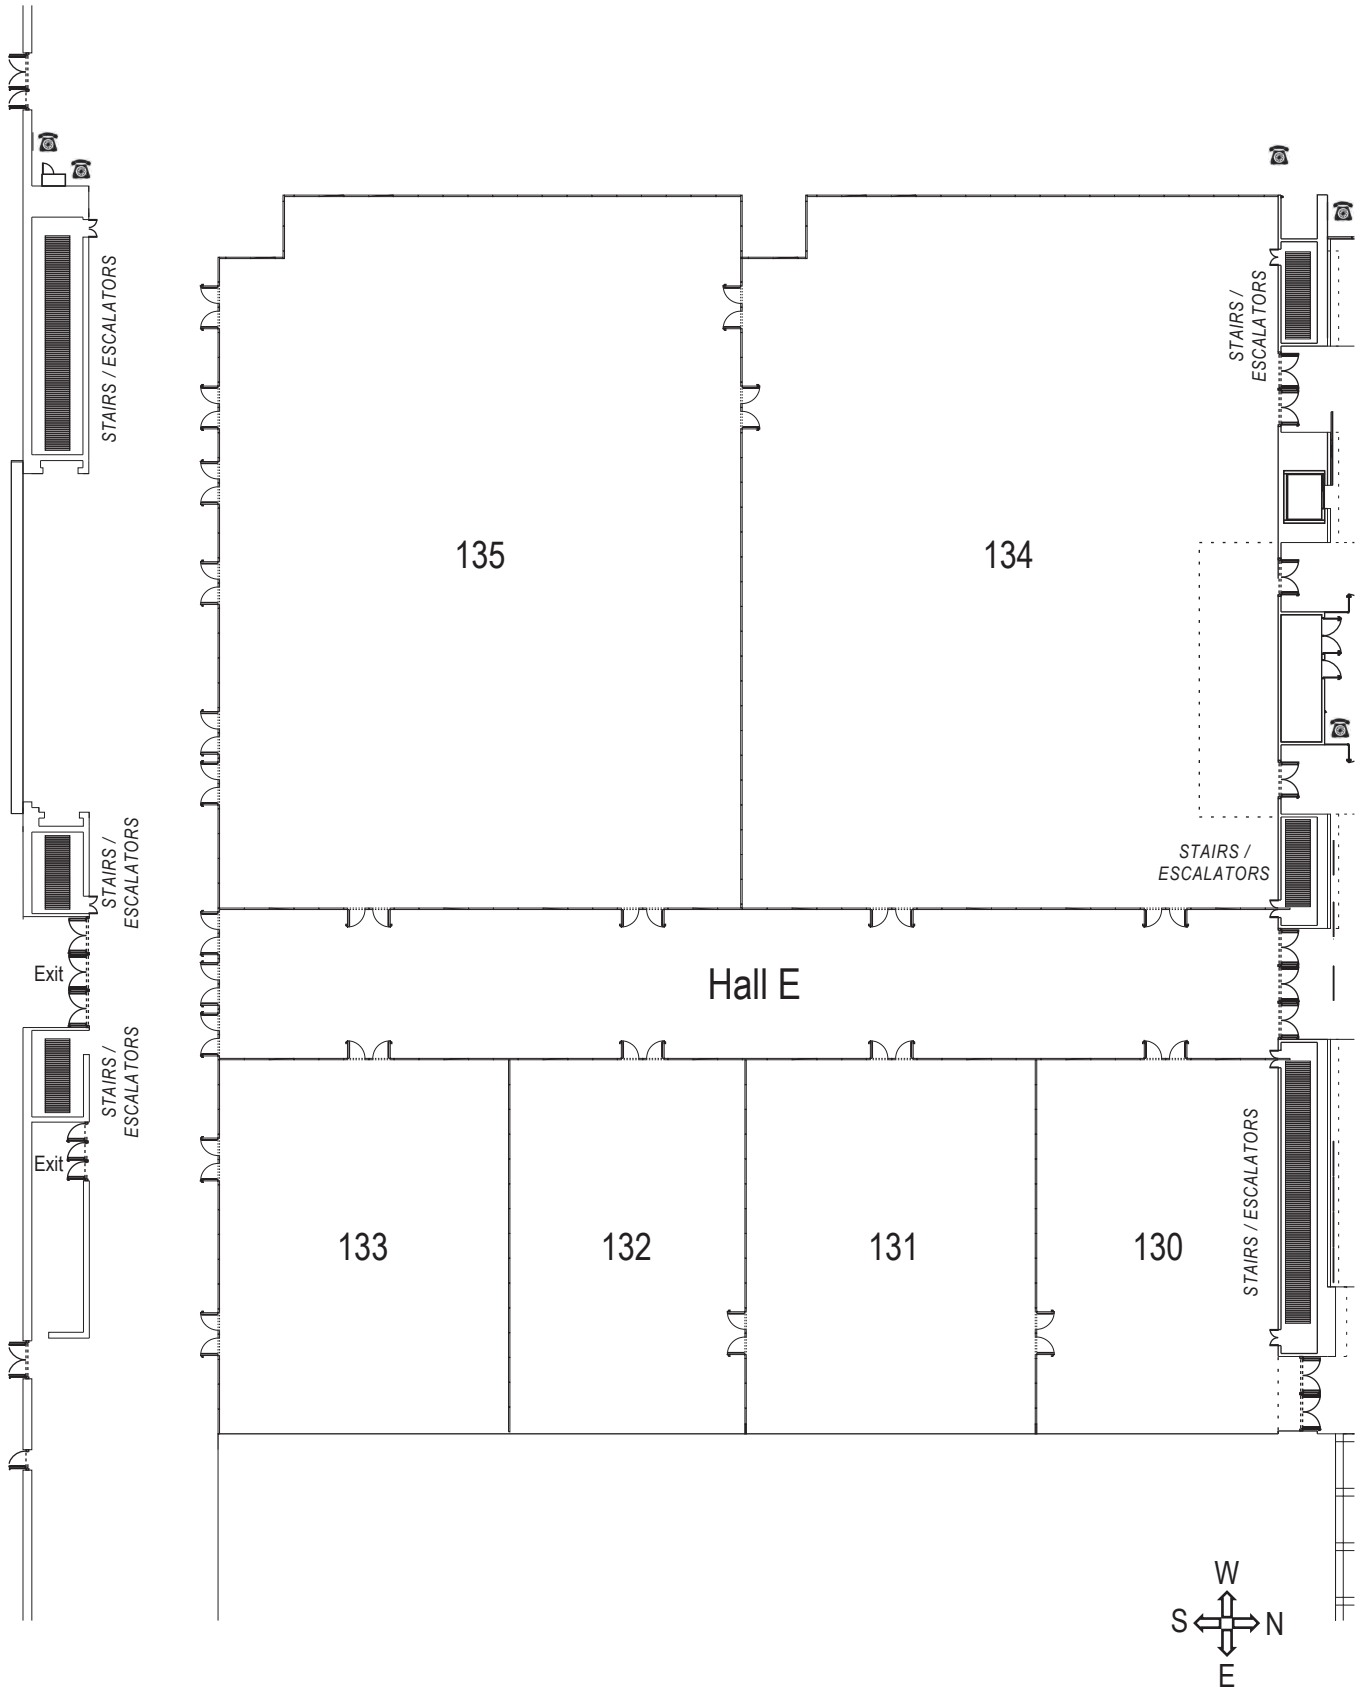 STAIRS / ESCALATORS
STAIRS /
ESCALATORS
135
134
STAIRS /
ESCALATORS
STAIRS /
ESCALATORS
Exit
Hall E
STAIRS /
ESCALATORS
Exit
STAIRS / ESCALATORS
133
132
131
130
W
S
N
E